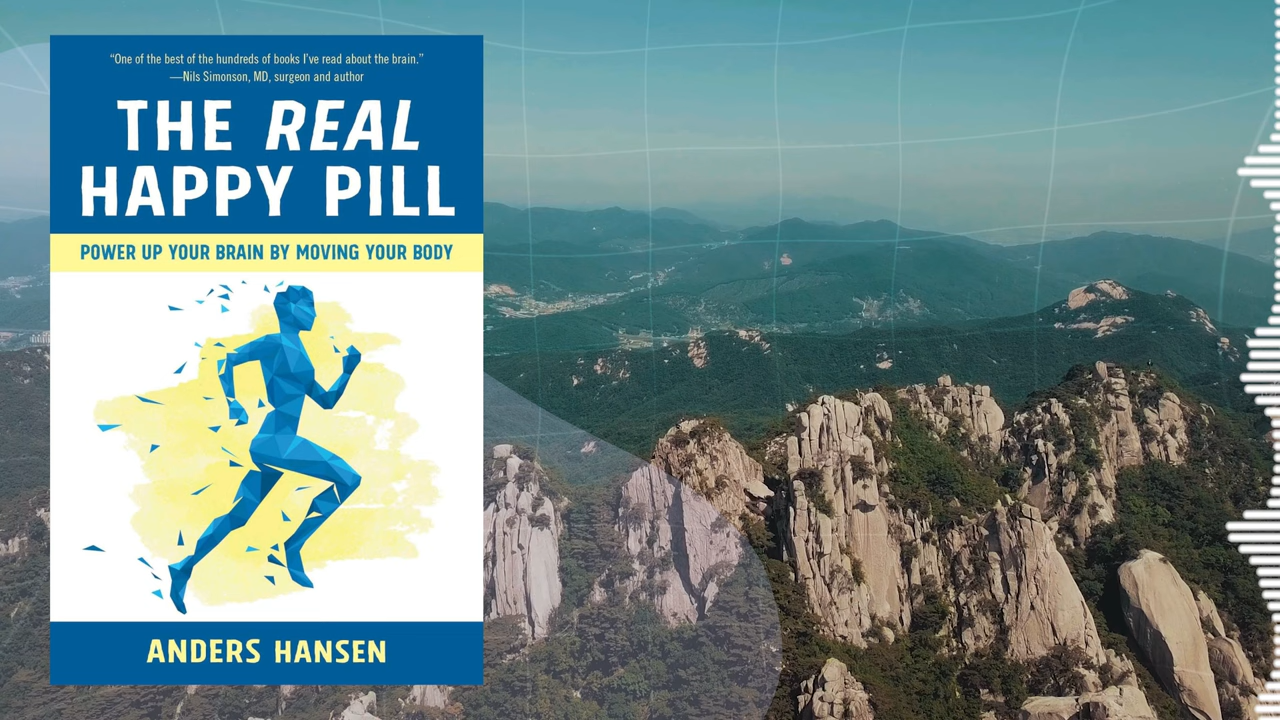 “One of the best of the hundreds of books I’ve read about the brain.”
—Nils Simonson, MD, surgeon and author
THE REAL
HAPPY PILL
POWER UP YOUR BRAIN BY MOVING YOUR BODY
ANDERS HANSEN